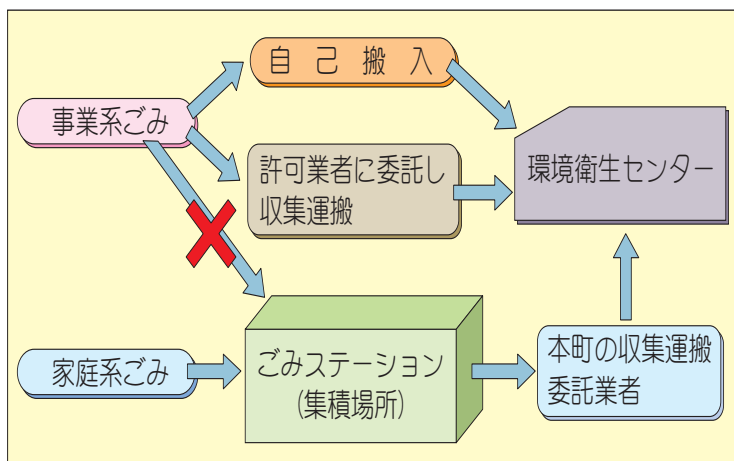 自己搬入
事業系ごみ
許可業者に委託し
収集運搬
環境衛生センター
家庭系ごみ
ごみステーション
(集積場所)
本町の収集運搬
委託業者